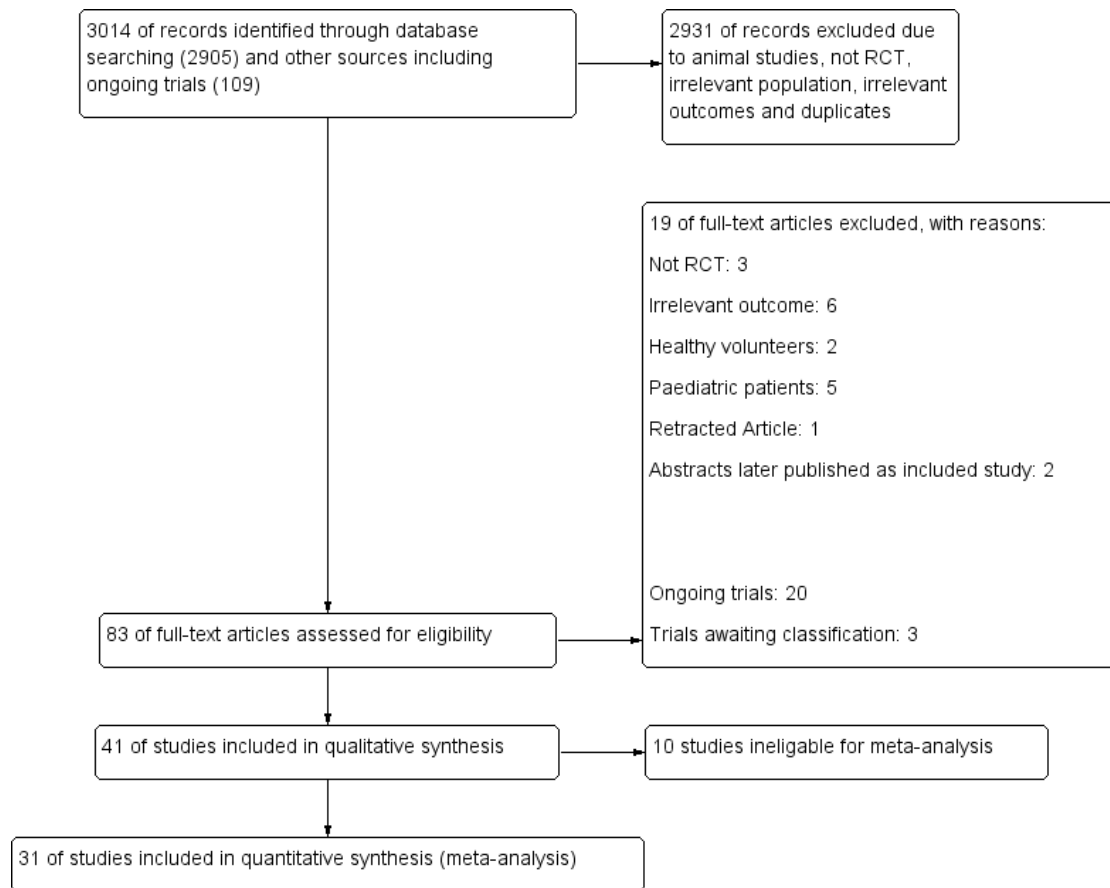 3014 of records identified through database
searching (2905) and other sources including
ongoing trials (109)
2931 of records excluded due
to animal studies, not RCT,
irrelevant population, irrelevant
outcomes and duplicates
19 of full-text articles excluded, with reasons:
Not RCT: 3
Irrelevant outcome: 6
Healthy volunteers: 2
Paediatric patients: 5
Retracted Article: 1
Abstracts later published as included study: 2
Ongoing trials: 20
Trials awaiting classification: 3
83 of full-text articles assessed for eligibility
41 of studies included in qualitative synthesis
10 studies ineligable for meta-analysis
31 of studies included in quantitative synthesis (meta-analysis)